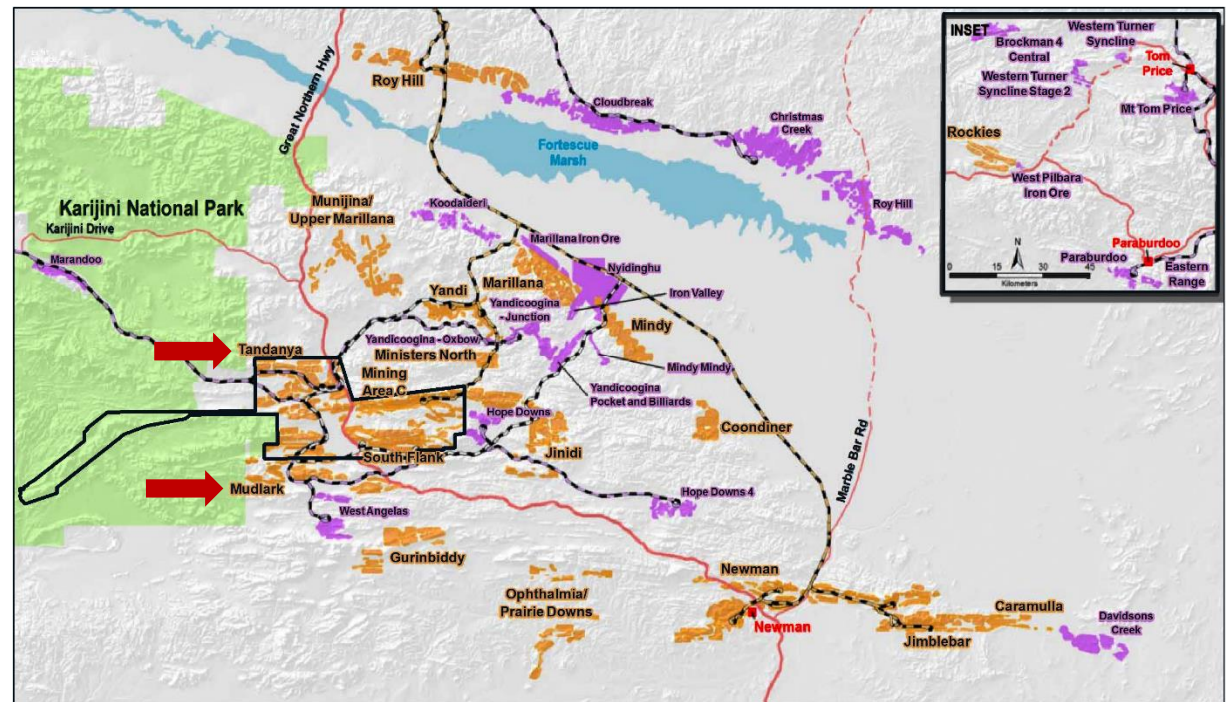 INSET
Western Turner
Syncline
Brockman 4
Central
Tom
Price
Western Turner
Syncline Stage 2
Mt Tom Price
Rockies
West Pilbara
Iron Ore
Paraburdoo
Paraburdoo
Eastern
Range
N
0 15 30 45 60
Kilometers
Great Northern Hwy
Roy Hill
Cloudbreak
Christmas
Creek
Fortescue
Marsh
Roy Hill
Karijini National Park
Karijini Drive
Munjina/
Upper Marillana
Koodaideri
Marillana Iron Ore
Marandoo
Nyidinghu
Marillana
Yandi
Iron Valley
Yandicoogina
-Junction
Mindy
Yandicoogina - Oxbow
Tandanya
Ministers North
Mining
Area C
Mindy Mindy
Yandicoogina
Pocket and Billiards
Hope Downs
Coondiner
Marble Bar Rd
Jinidi
South Flank
Mudlark
Hope Downs 4
West Angelas
Gurinbiddy
Newman
Ophthalmia/
Prairie Downs
Caramulla
Newman
Jimblebar
Davidsons
Creek